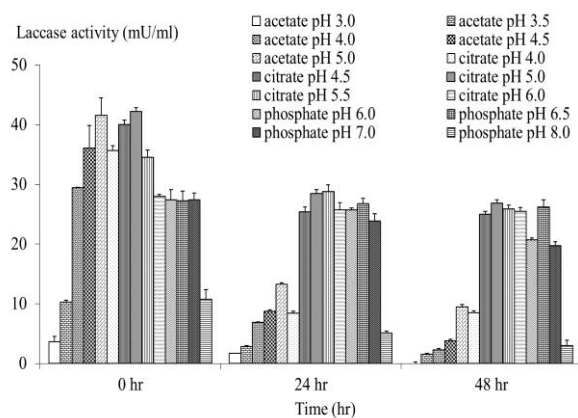 Laccase activity (mU/ml)
acetate pH 3.0 acetate pH 3.5
acetate pH 4.0 acetate pH 4.5
acetate pH 5.0 citrate pH 4.0
citrate pH 4.5 citrate pH 5.0
citrate pH 5.5 citrate pH 6.0
phosphate pH 6.0 phosphate pH 6.5
phosphate pH 7.0 phosphate pH 8.0
50
40
30
20
10
0
0 hr 24 hr 48 hr
Time (hr)